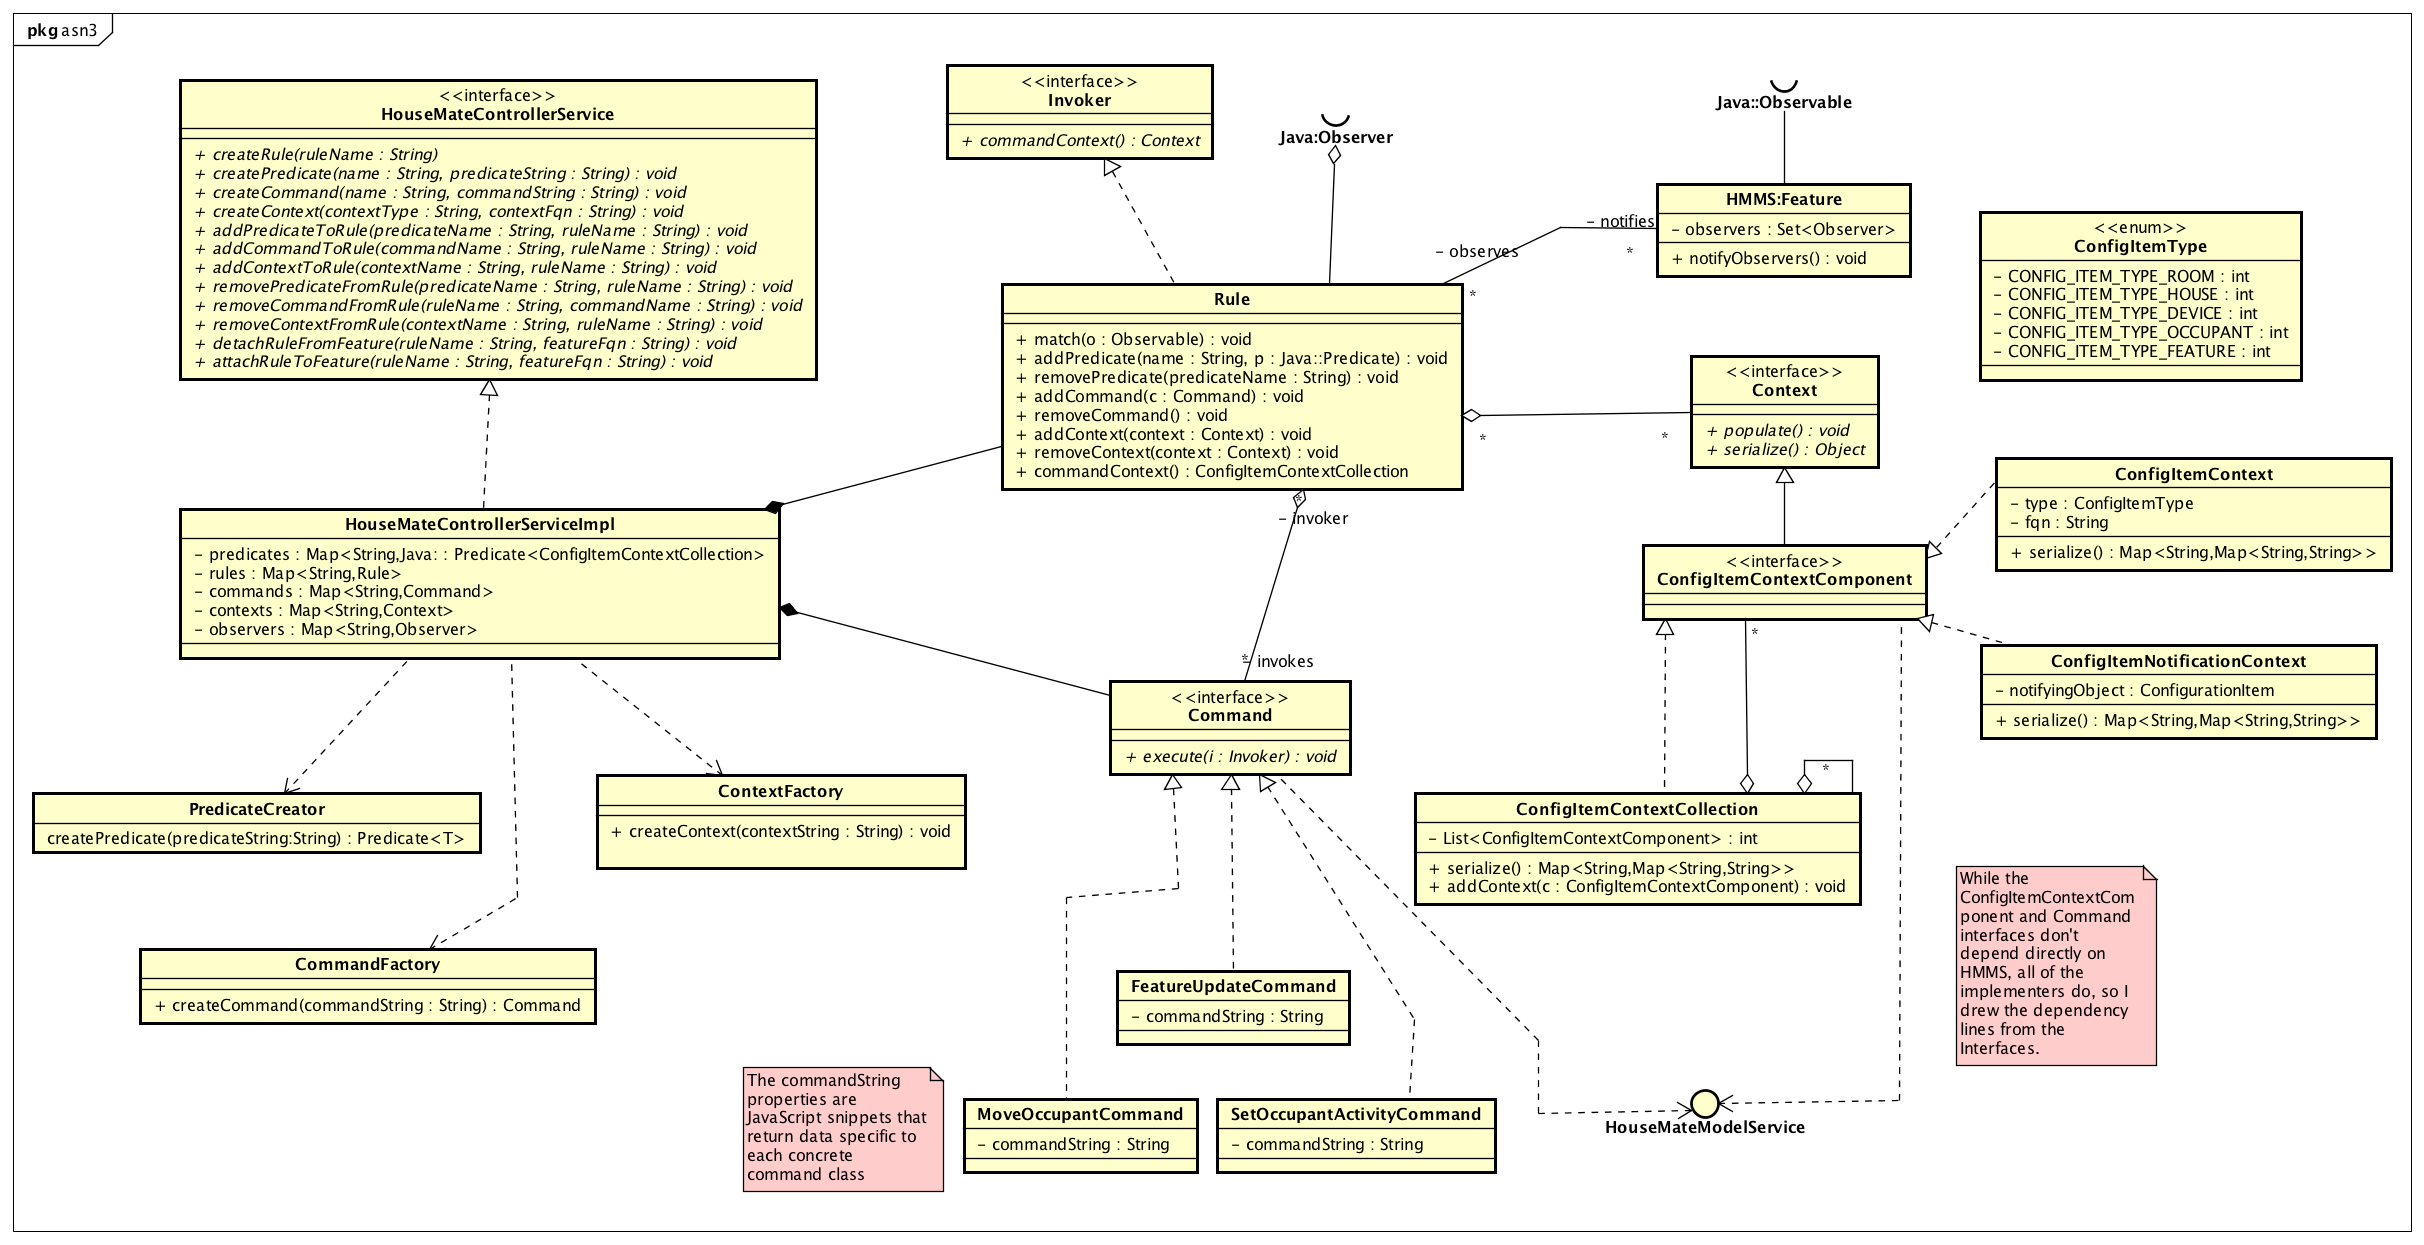 pkg asn3
<<interface>>
HouseMateControllerService
+ createRule(ruleName : String)
+ createPredicate(name : String, predicateString : String) : void
+ createCommand(name : String, commandString : String) : void
+ createContext(contextType : String, contextFqn : String) : void
+ addPredicateToRule(predicateName : String, ruleName : String) : void
+ addCommandToRule(commandName : String, ruleName : String) : void
+ addContextToRule(contextName : String, ruleName : String) : void
+ removePredicateFromRule(predicateName : String, ruleName : String) : void
+ removeCommandFromRule(ruleName : String, commandName : String) : void
+ removeContextFromRule(contextName : String, ruleName : String) : void
+ detachRuleFromFeature(ruleName : String, featureFqn : String) : void
+ attachRuleToFeature(ruleName : String, featureFqn : String) : void
<<interface>>
Invoker
+ commandContext() : Context
Java:Observer
Java::Observable
HMMS:Feature
- observers : Set<Observer>
+ notifyObservers() : void
- notifies
*
- observes
*
<<enum>>
ConfigItemType
- CONFIG_ITEM_TYPE_ROOM : int
- CONFIG_ITEM_TYPE_HOUSE : int
- CONFIG_ITEM_TYPE_DEVICE : int
- CONFIG_ITEM_TYPE_OCCUPANT : int
- CONFIG_ITEM_TYPE_FEATURE : int
Rule
+ match(o : Observable) : void
+ addPredicate(name : String, p : Java::Predicate) : void
+ removePredicate(predicateName : String) : void
+ addCommand(c : Command) : void
+ removeCommand() : void
+ addContext(context : Context) : void
+ removeContext(context : Context) : void
+ commandContext() : ConfigItemContextCollection
*
*
<<interface>>
Context
+ populate() : void
+ serialize() : Object
ConfigItemContext
- type : ConfigItemType
- fqn : String
+ serialize() : Map<String,Map<String,String>>
HouseMateControllerServiceImpl
- predicates : Map<String,Java: : Predicate<ConfigItemContextCollection>
- rules : Map<String,Rule>
- commands : Map<String,Command>
- contexts : Map<String,Context>
- observers : Map<String,Observer>
*
- invoker
*
- invokes
<<interface>>
ConfigItemContextComponent
*
ConfigItemNotificationContext
- notifyingObject : ConfigurationItem
+ serialize() : Map<String,Map<String,String>>
<<interface>>
Command
+ execute(i : Invoker) : void
PredicateCreator
createPredicate(predicateString:String) : Predicate<T>
ContextFactory
+ createContext(contextString : String) : void
*
ConfigItemContextCollection
- List<ConfigItemContextComponent> : int
+ serialize() : Map<String,Map<String,String>>
+ addContext(c : ConfigItemContextComponent) : void
CommandFactory
+ createCommand(commandString : String) : Command
While the
ConfigItemContextCom
ponent and Command
interfaces don't
depend directly on
HMMS, all of the
implementers do, so I
drew the dependency
lines from the
Interfaces.
FeatureUpdateCommand
- commandString : String
The commandString
properties are
JavaScript snippets that
return data specific to
each concrete
command class
MoveOccupantCommand
- commandString : String
SetOccupantActivityCommand
- commandString : String
HouseMateModelService